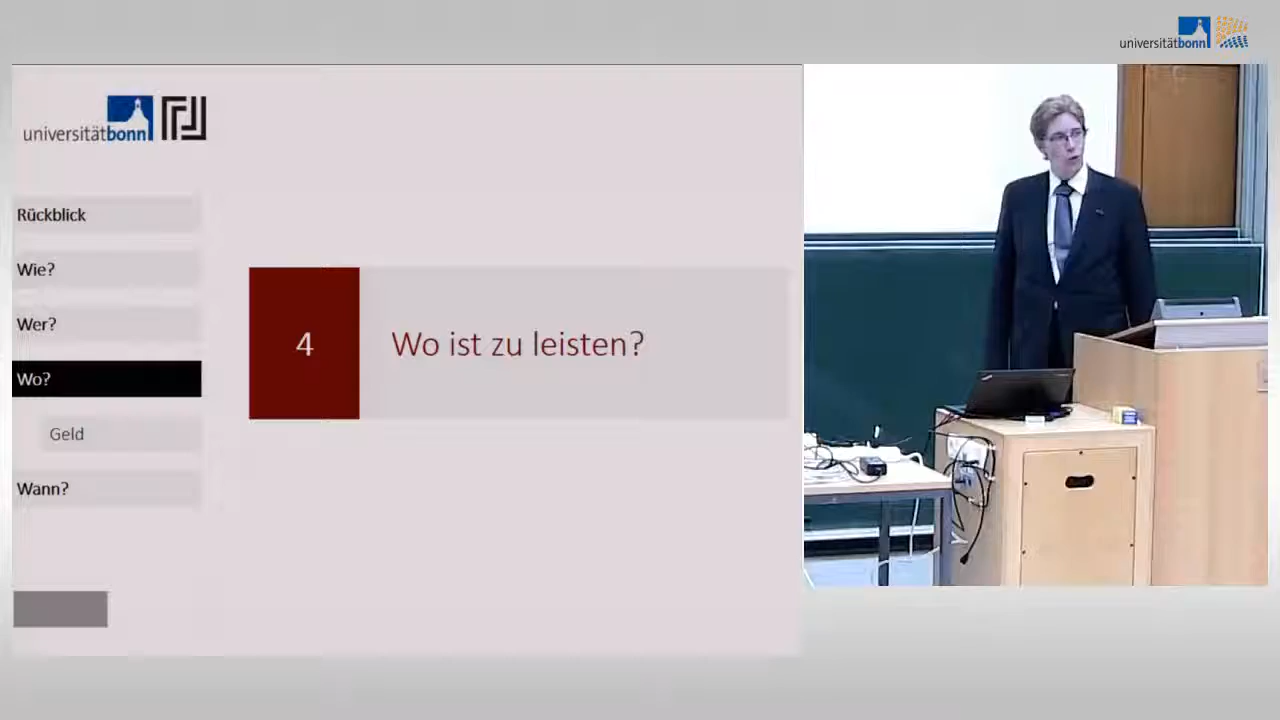 universitätbonn
universitätbonn
Rückblick
Wie?
Wer?
Wo?
Geld
Wann?
4
Wo ist zu leisten?